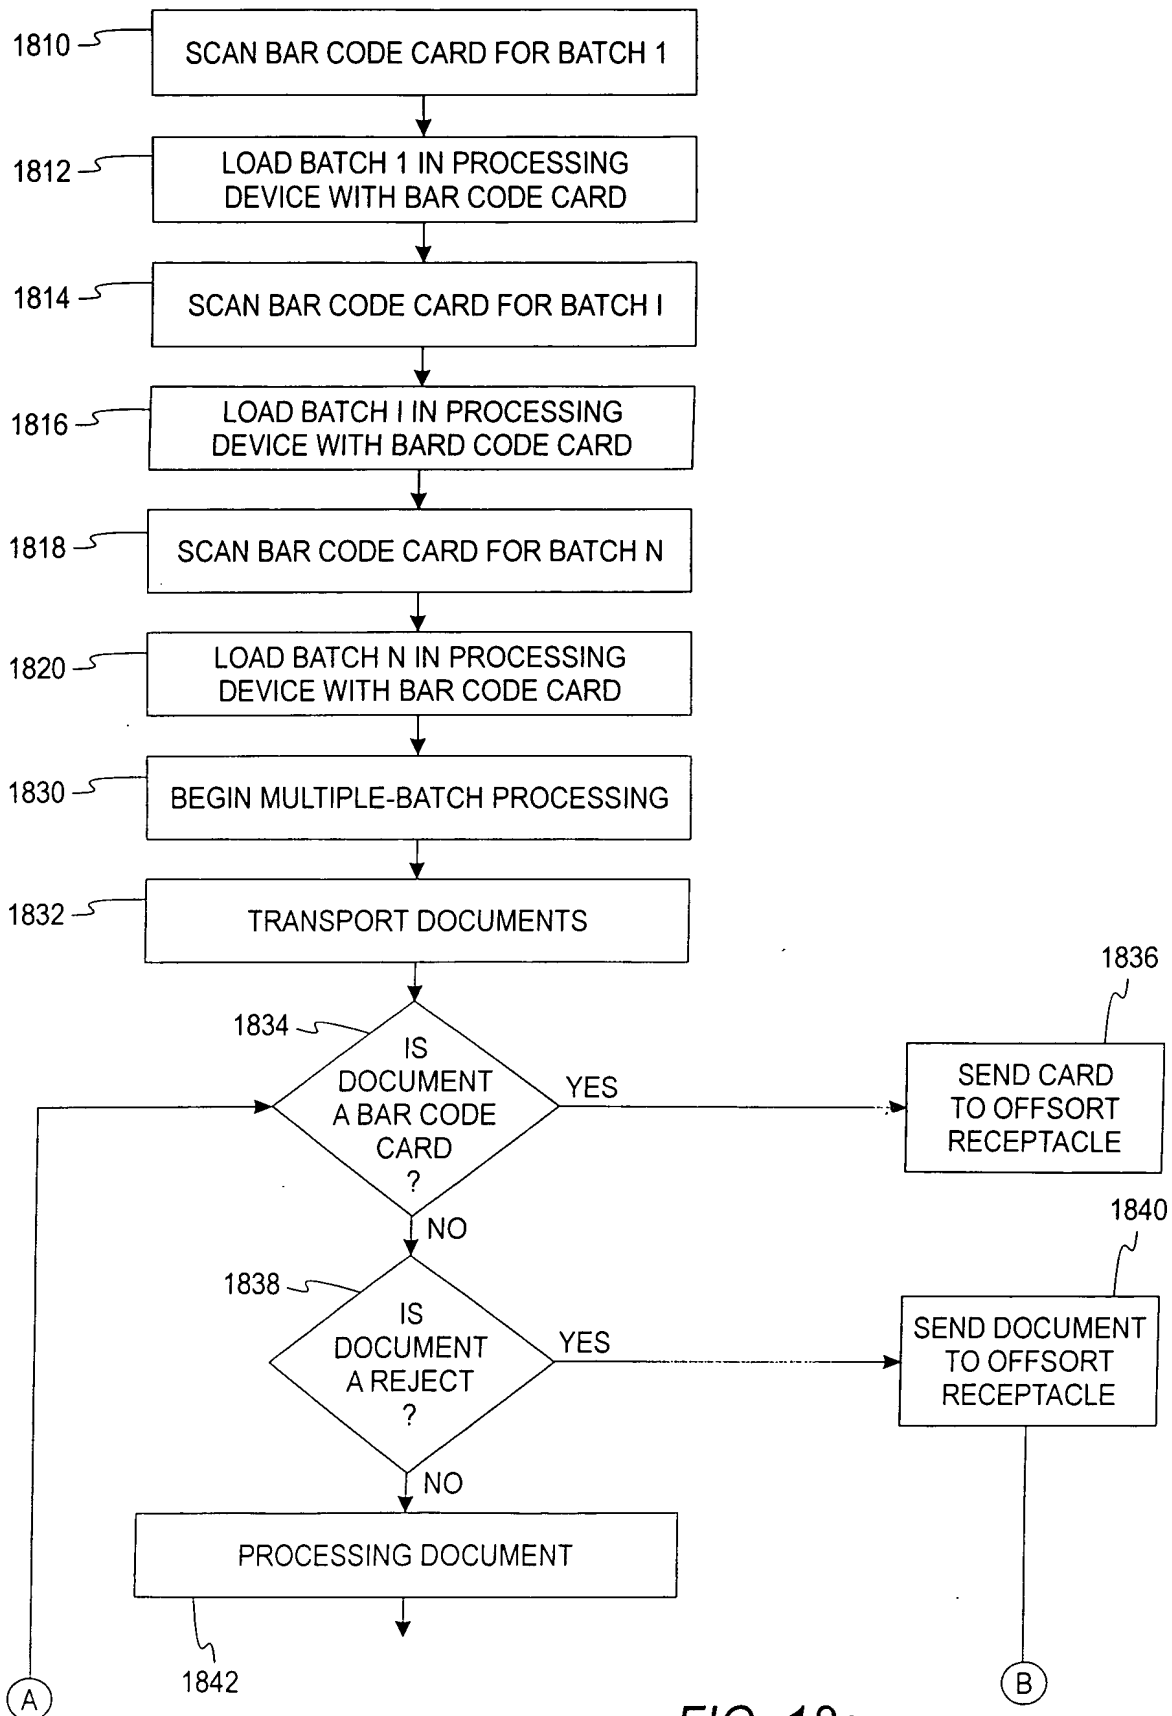 1810
SCAN BAR CODE CARD FOR BATCH 1
1812
LOAD BATCH 1 IN PROCESSING
DEVICE WITH BAR CODE CARD
1814
SCAN BAR CODE CARD FOR BATCH I
1816
LOAD BATCH I IN PROCESSING
DEVICE WITH BARD CODE CARD
1818
SCAN BAR CODE CARD FOR BATCH N
1820
LOAD BATCH N IN PROCESSING
DEVICE WITH BAR CODE CARD
1830
BEGIN MULTIPLE-BATCH PROCESSING
1832
TRANSPORT DOCUMENTS
1834
IS
DOCUMENT
A BAR CODE
CARD
?
YES
1836
SEND CARD
TO OFFSORT
RECEPTACLE
NO
1838
IS
DOCUMENT
A REJECT
?
YES
1840
SEND DOCUMENT
TO OFFSORT
RECEPTACLE
NO
PROCESSING DOCUMENT
1842
A
B
FIG. 18